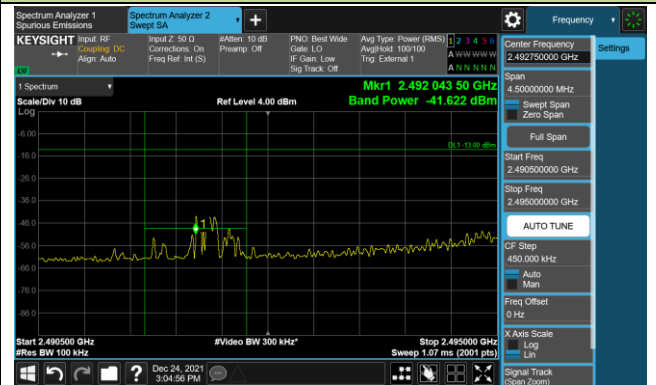 Spectrum Analyzer 1
Spurious Emissions
Spectrum Analyzer 2
Swept SA
+
Frequency
KEYSIGHT
Input: RF
Coupling: DC
Align: Auto
Input Z: 50 Ω
Corrections: On
Freq Ref: Int (S)
#Atten: 10 dB
Preamp: Off
PNO: Best Wide
Gate: LO
IF Gain: Low
Sig Track: Off
Avg Type: Power (RMS)
Avg|Hold: 100/100
Trig: External 1
1 2 3 4 5 6
A W W W W W
A N N N N N
Center Frequency
2.492750000 GHz
Settings
Span
4.50000000 MHz
Swept Span
Zero Span
Full Span
Start Freq
2.490500000 GHz
Stop Freq
2.495000000 GHz
AUTO TUNE
CF Step
450.000 kHz
Auto
Man
Freq Offset
0 Hz
X Axis Scale
Log
Lin
Signal Track
(Span Zoom)
1 Spectrum
Scale/Div 10 dB
Ref Level 4.00 dBm
Mkr1 2.492 043 50 GHz
Band Power -41.622 dBm
Log
-6.00
-16.0
-26.0
-36.0
-46.0
-56.0
-66.0
-76.0
-86.0
DL1 -13.00 dBm
1
Start 2.490500 GHz
#Res BW 100 kHz
#Video BW 300 kHz*
Stop 2.495000 GHz
Sweep 1.07 ms (2001 pts)
?
Dec 24, 2021
3:04:56 PM